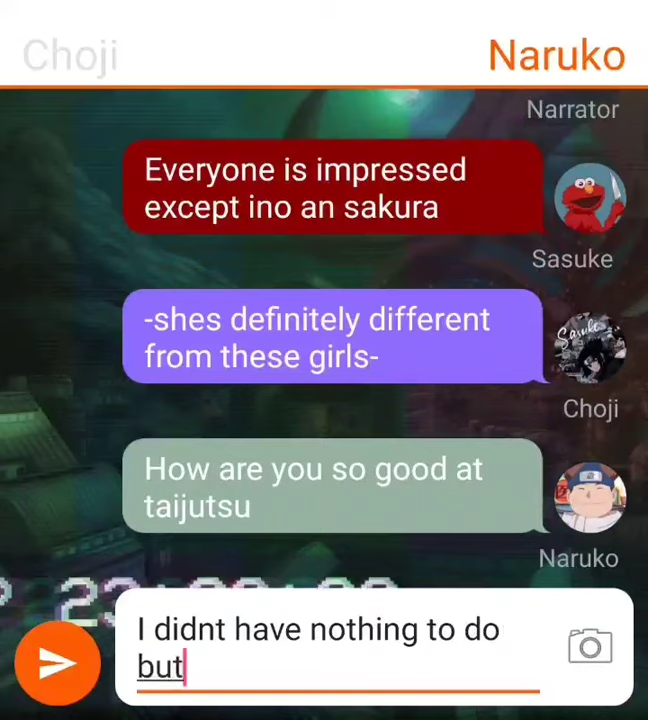 Choji
Naruko
Narrator
Everyone is impressed
except ino an sakura
Sasuke
-shes definitely different
from these girls-
Sasuke
Choji
How are you so good at
taijutsu
Naruko
I didnt have nothing to do
but